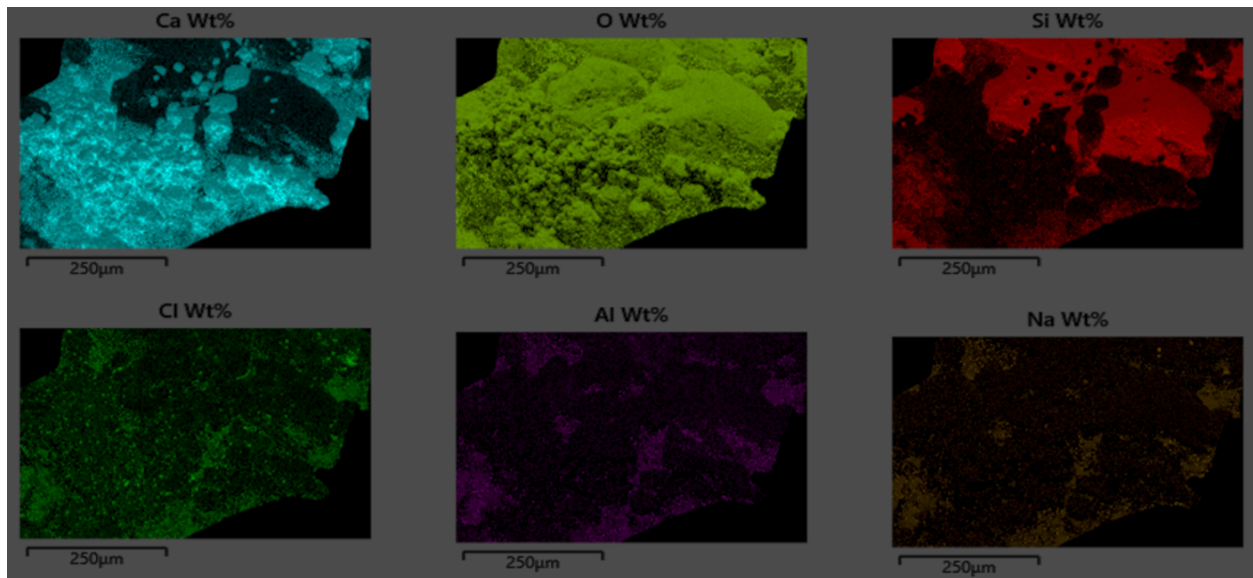 Ca Wt%
O Wt%
Si Wt%
250μm
250μm
250μm
Cl Wt%
Al Wt%
Na Wt%
250μm
250μm
250μm